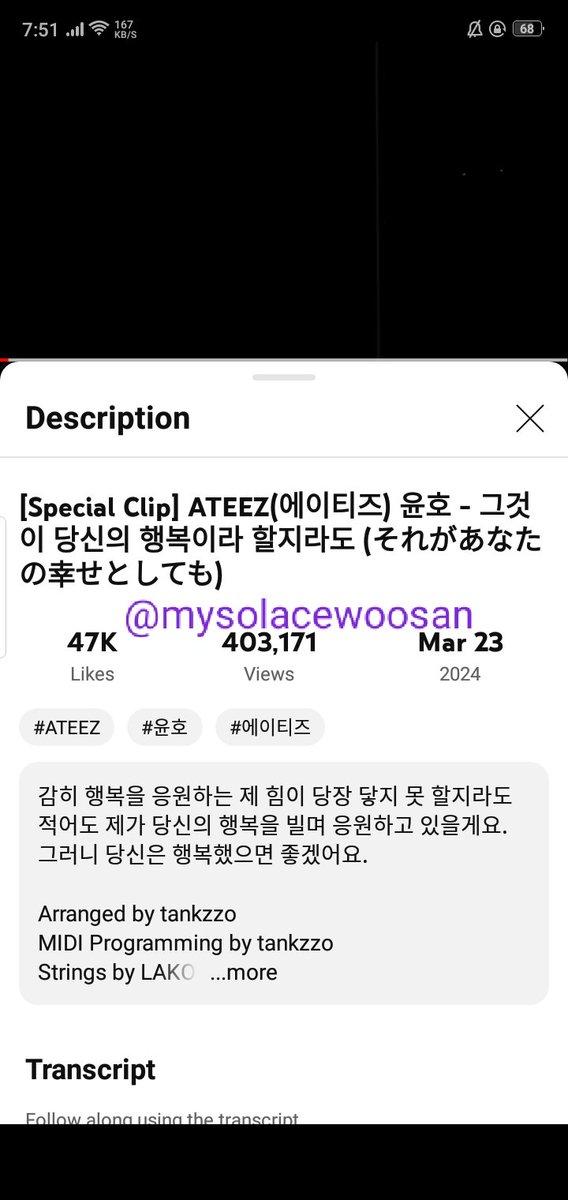 7:51 167 KB/S 68
Description
[Special Clip] ATEEZ(에이티즈) 윤호 - 그것
이 당신의 행복이라 할지라도 (それがあなた
の幸せとしても)
@mysolacewoosan
47K 403,171 Mar 23
Likes Views 2024
#ATEEZ #윤호 #에이티즈
감히 행복을 응원하는 제 힘이 당장 닿지 못 할지라도
적어도 제가 당신의 행복을 빌며 응원하고 있을게요.
그러니 당신은 행복했으면 좋겠어요.
Arranged by tankzzo
MIDI Programming by tankzzo
Strings by LAKO ...more
Transcript
Follow along using the transcript